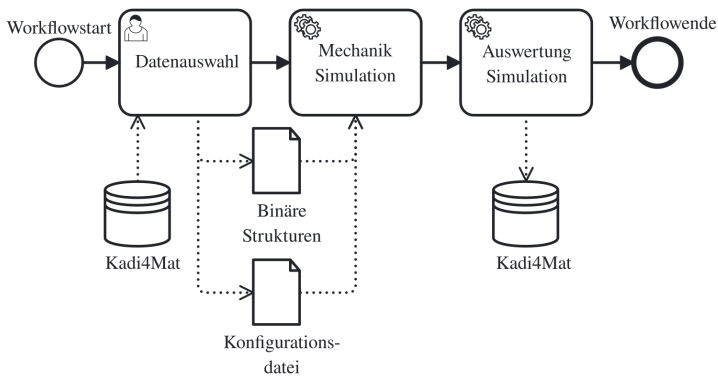 Workflowstart
Workflowende
Datenauswahl
Mechanik
Simulation
Auswertung
Simulation
Kadi4Mat
Binäre
Strukturen
Kadi4Mat
Konfigurations-
datei